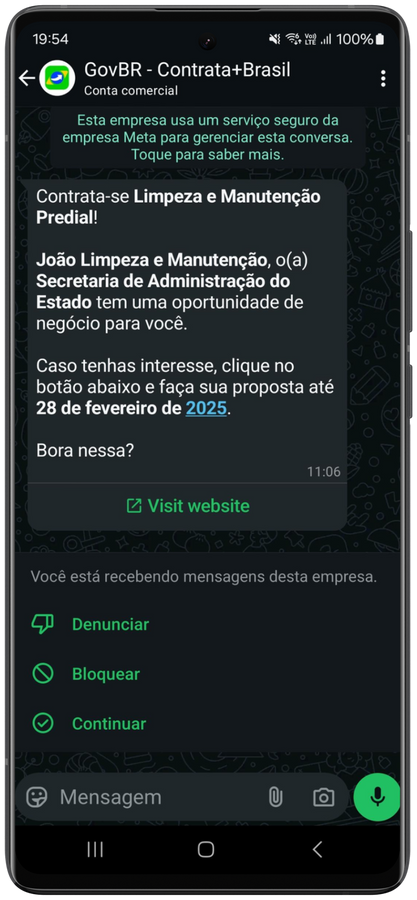 19:54
Vo))
LTE
100%
GovBR - Contrata+Brasil
Conta comercial
Esta empresa usa um serviço seguro da
empresa Meta para gerenciar esta conversa.
Toque para saber mais.
Contrata-se Limpeza e Manutenção
Predial!
João Limpeza e Manutenção, o(a)
Secretaria de Administração do
Estado tem uma oportunidade de
negócio para você.
Caso tenhas interesse, clique no
botão abaixo e faça sua proposta até
28 de fevereiro de 2025.
Bora nessa?
11:06
Visit website
Você está recebendo mensagens desta empresa.
Denunciar
Bloquear
Continuar
Mensagem